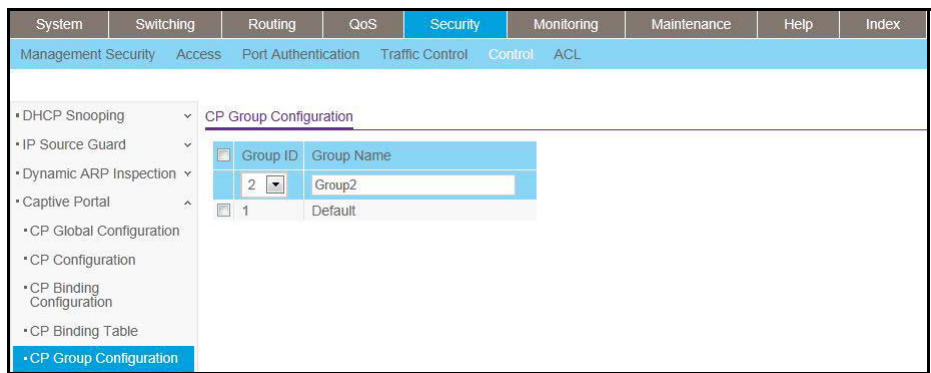 System Switching Routing QoS Security Monitoring Maintenance Help Index
Management Security Access Port Authentication Traffic Control Control ACL
DHCP Snooping
IP Source Guard
Dynamic ARP Inspection
Captive Portal
CP Global Configuration
CP Configuration
CP Binding
Configuration
CP Binding Table
CP Group Configuration
CP Group Configuration
Group ID Group Name
2 Group2
1 Default